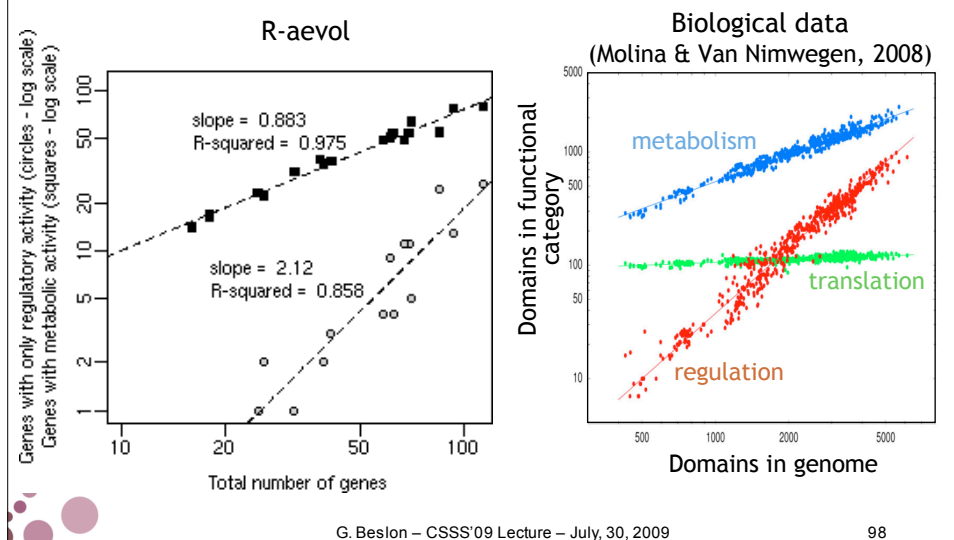 R-aevol
Genes with only regulatory activity (circles - log scale)
Genes with metabolic activity (squares - log scale)
100
50
20
10
5
2
1
slope = 0.883
R-squared = 0.975
slope = 2.12
R-squared = 0.858
10
20
50
100
Total number of genes
Biological data
(Molina & Van Nimwegen, 2008)
Domains in functional
category
5000
1000
500
100
50
10
metabolism
translation
regulation
500
1000
2000
5000
Domains in genome
G. Beslon – CSSS'09 Lecture – July, 30, 2009
98